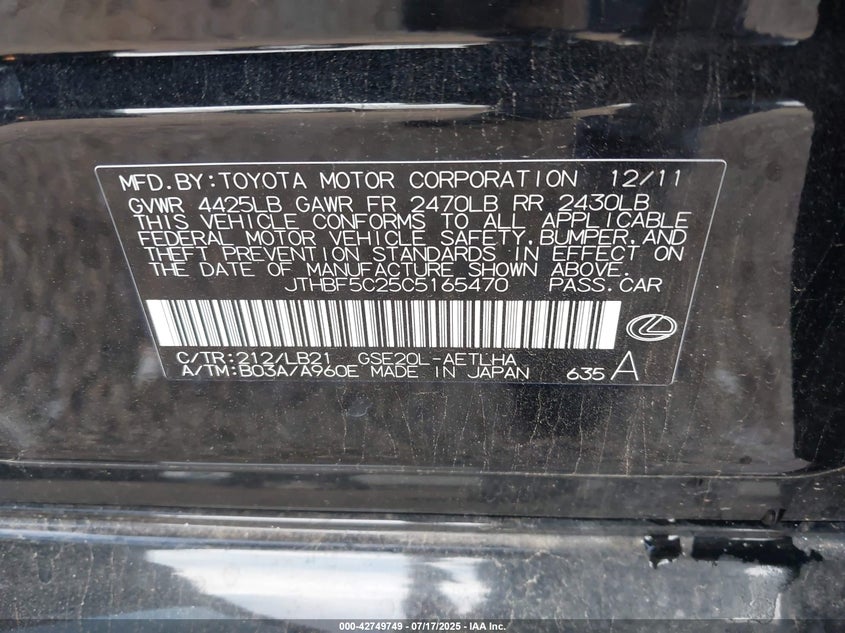 MFD.BY:TOYOTA MOTOR CORPORATION 12/11
GVWR 4425LB GAWR FR 2470LB RR 2430LB
THIS VEHICLE CONFORMS TO ALL APPLICABLE
FEDERAL MOTOR VEHICLE SAFETY,BUMPER,AND
THEFT PREVENTION STANDARDS IN EFFECT ON
THE DATE OF MANUFACTURE SHOWN ABOVE.
JTHBF5C25C5165470 PASS.CAR
C/TR:212/LB21 GSE20L-AETLHA
A/TM:B03A/A960E MADE IN JAPAN 635 A
000-42749749 - 07/17/2025 - IAA Inc.